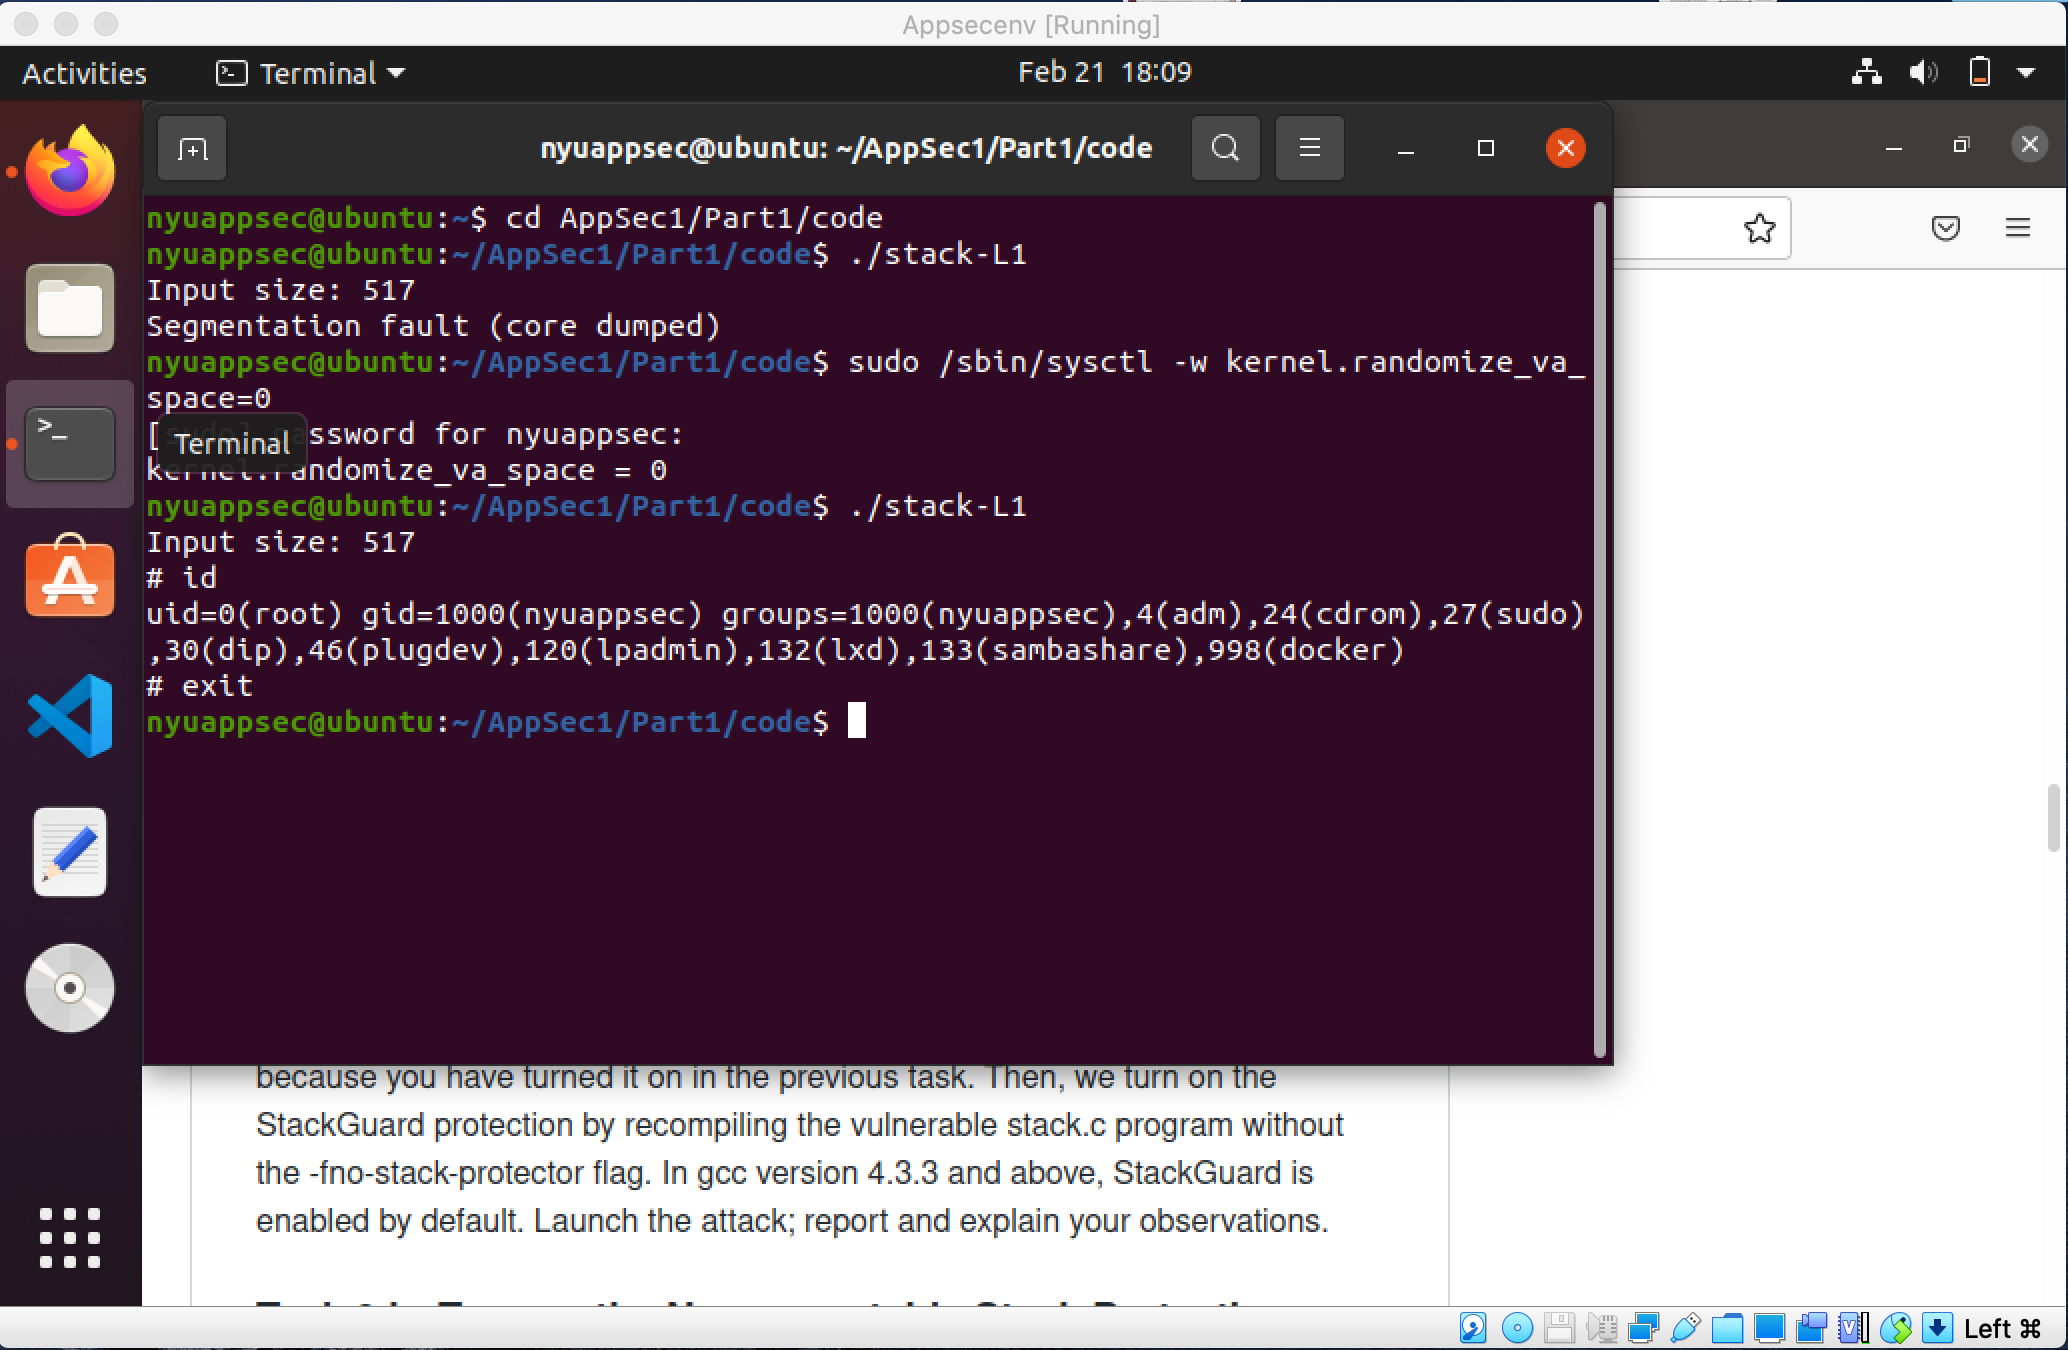 Appsecenv [Running]
Activities
Terminal
Feb 21 18:09
nyuappsec@ubuntu: ~/AppSec1/Part1/code
nyuappsec@ubuntu:~$ cd AppSec1/Part1/code
nyuappsec@ubuntu:~/AppSec1/Part1/code$ ./stack-L1
Input size: 517
Segmentation fault (core dumped)
nyuappsec@ubuntu:~/AppSec1/Part1/code$ sudo /sbin/sysctl -w kernel.randomize_va_
space=0
[sudo] password for nyuappsec:
Terminal
kernel.randomize_va_space = 0
nyuappsec@ubuntu:~/AppSec1/Part1/code$ ./stack-L1
Input size: 517
# id
uid=0(root) gid=1000(nyuappsec) groups=1000(nyuappsec),4(adm),24(cdrom),27(sudo)
,30(dip),46(plugdev),120(lpadmin),132(lxd),133(sambashare),998(docker)
# exit
nyuappsec@ubuntu:~/AppSec1/Part1/code$
because you have turned it on in the previous task. Then, we turn on the
StackGuard protection by recompiling the vulnerable stack.c program without
the -fno-stack-protector flag. In gcc version 4.3.3 and above, StackGuard is
enabled by default. Launch the attack; report and explain your observations.
Left ⌘